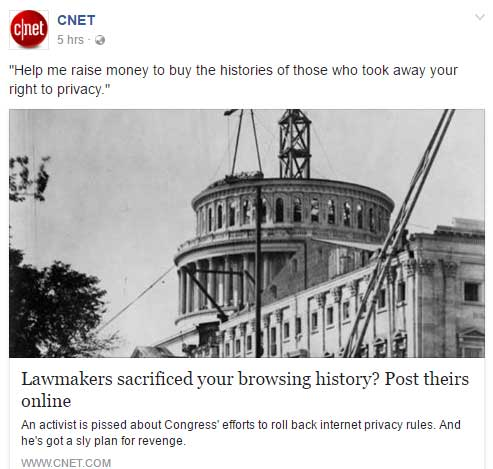 c|net
CNET
5 hrs ·
"Help me raise money to buy the histories of those who took away your
right to privacy."
Lawmakers sacrificed your browsing history? Post theirs
online
An activist is pissed about Congress' efforts to roll back internet privacy rules. And
he's got a sly plan for revenge.
WWW.CNET.COM